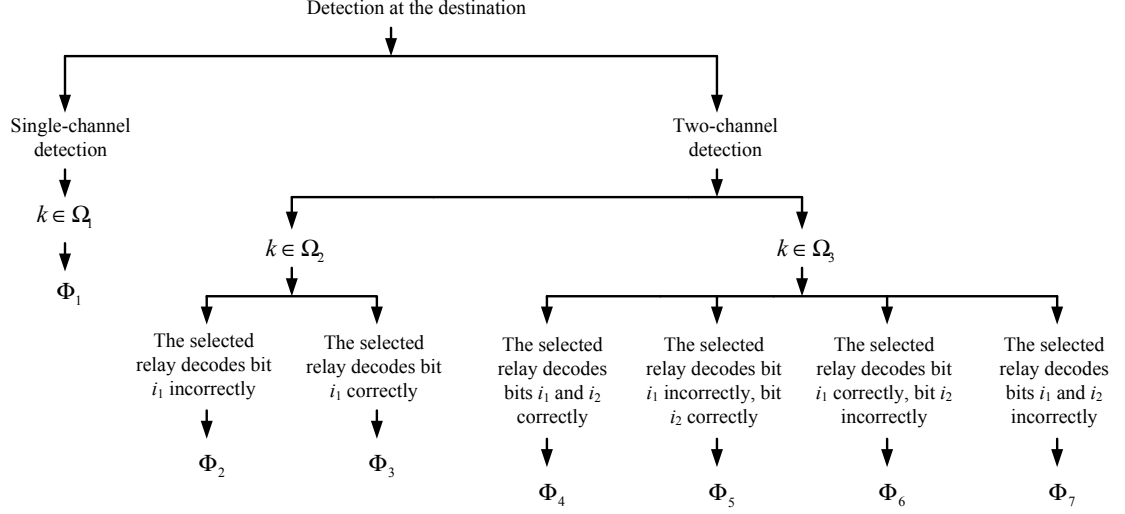 Detection at the destination
Single-channel
detection
Two-channel
detection
k ∈ Ω₁
k ∈ Ω₂
k ∈ Ω₃
Φ₁
The selected
relay decodes bit
i₁ incorrectly
The selected
relay decodes bit
i₁ correctly
The selected
relay decodes
bits i₁ and i₂
correctly
The selected
relay decodes bit
i₁ incorrectly, bit
i₂ correctly
The selected
relay decodes bit
i₁ correctly, bit i₂
incorrectly
The selected
relay decodes
bits i₁ and i₂
incorrectly
Φ₂
Φ₃
Φ₄
Φ₅
Φ₆
Φ₇